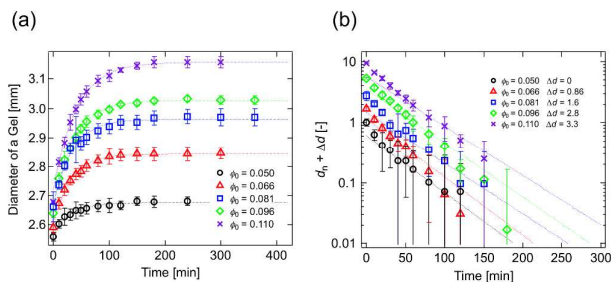 (a)
Diameter of a Gel [mm]
3.1
3.0
2.9
2.8
2.7
2.6
ϕ0 = 0.050
ϕ0 = 0.066
ϕ0 = 0.081
ϕ0 = 0.096
ϕ0 = 0.110
0 100 200 300 400
Time [min]
(b)
dn + Δd [-]
10
1
0.1
0.01
ϕ0 = 0.050 Δd = 0
ϕ0 = 0.066 Δd = 0.86
ϕ0 = 0.081 Δd = 1.6
ϕ0 = 0.096 Δd = 2.8
ϕ0 = 0.110 Δd = 3.3
0 50 100 150 200 250 300
Time [min]